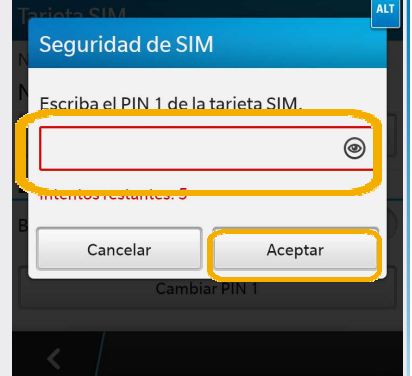 Tarjeta SIM
ALT
Seguridad de SIM
Escriba el PIN 1 de la tarjeta SIM.
Intentos restantes: 5
Cancelar
Aceptar
Cambiar PIN 1